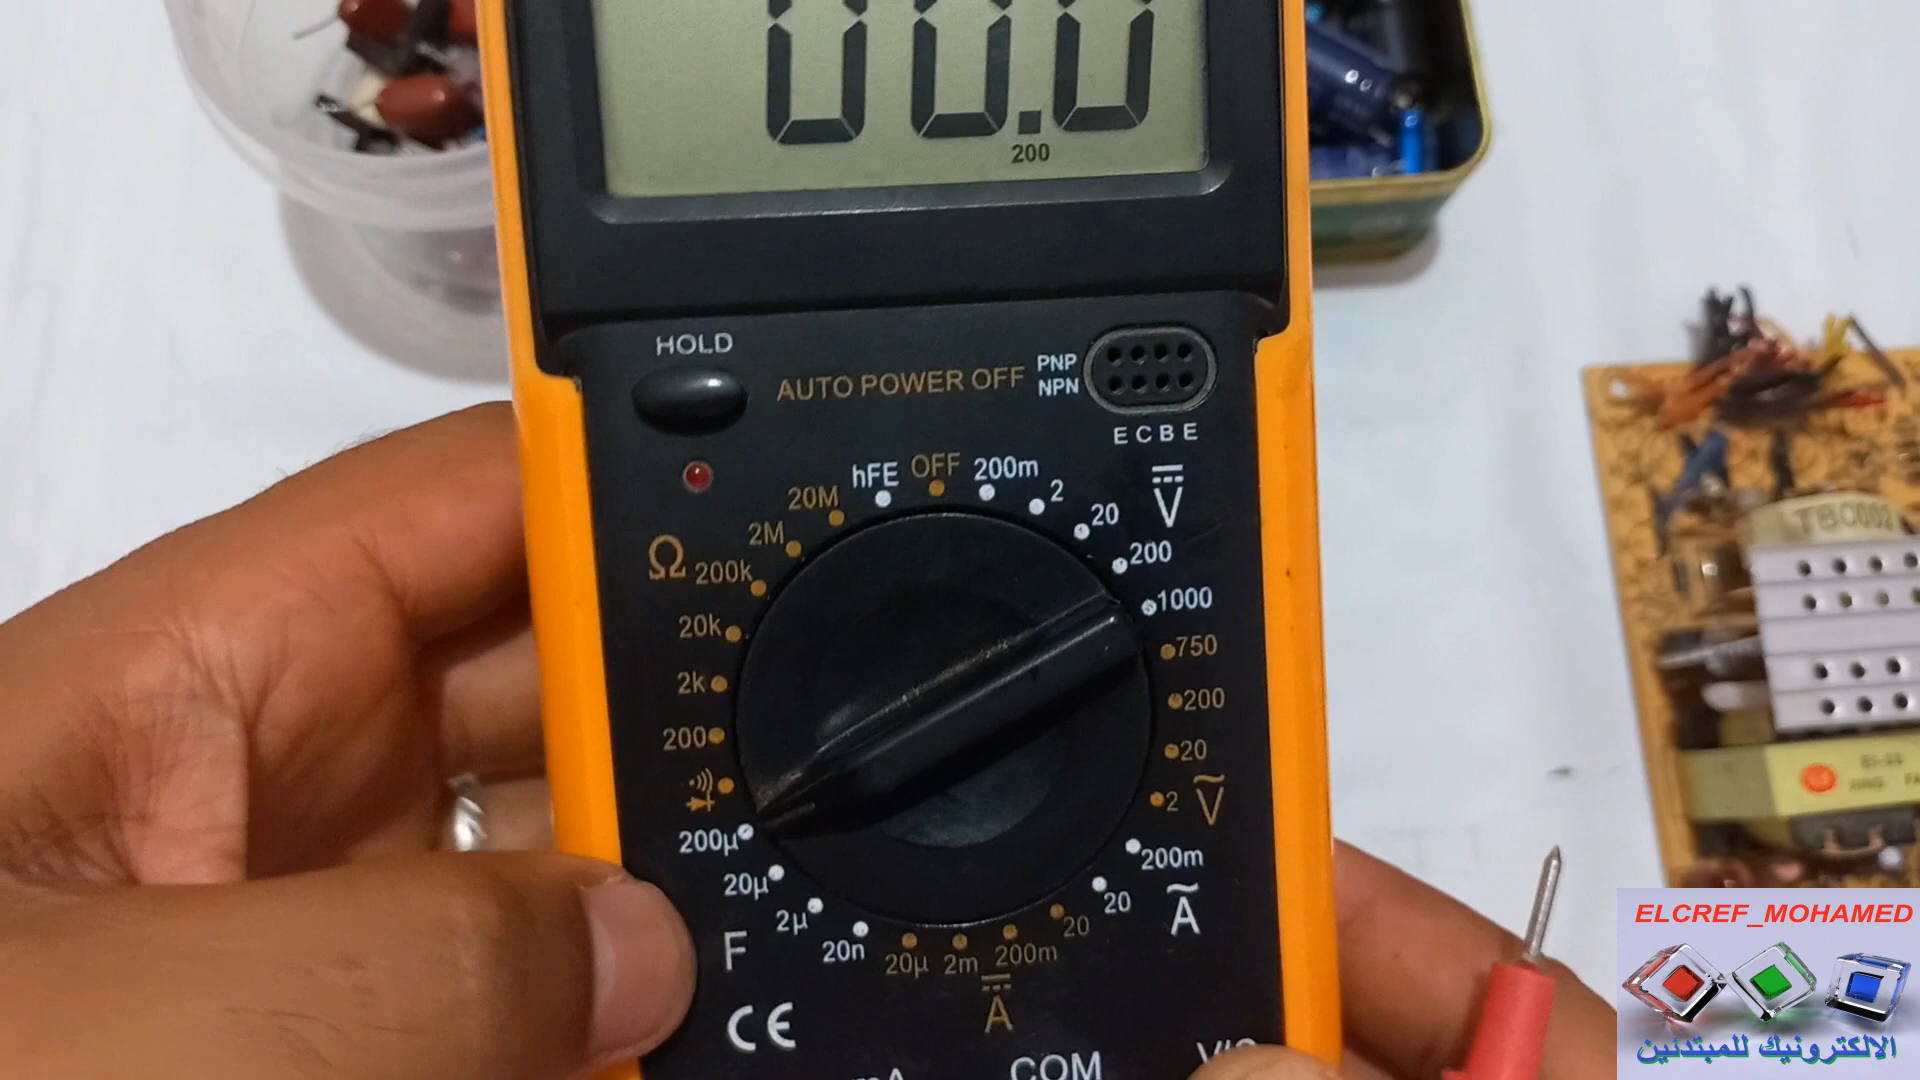 00.0
200
HOLD
AUTO POWER OFF
PNP
NPN
E C B E
hFE OFF 200m
20M 2
2M 20 V
Ω 200k 200
20k 1000
2k 750
200 200
20
2 V
200µ 200m
20µ 20 A
2µ
20n 20µ 2m 200m 20
F
A
CE
COM
TBC002
ELCREF_MOHAMED
الالكترونيك للمبتدئين